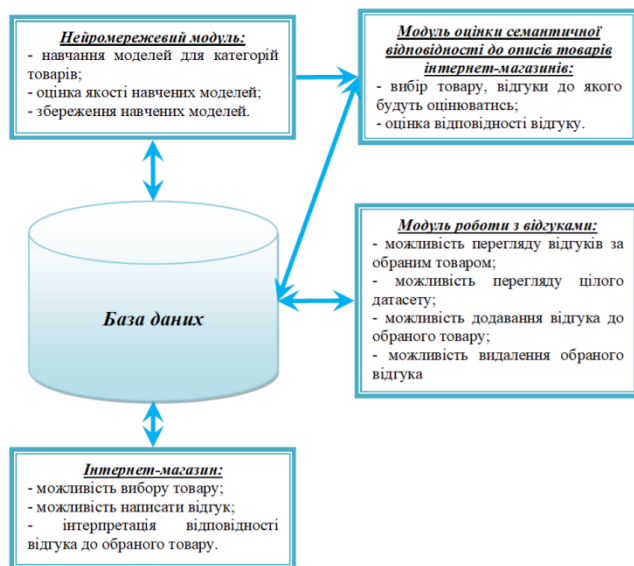 Нейромережевий модуль:
- навчання моделей для категорій
товарів;
- оцінка якості навчених моделей;
- збереження навчених моделей.
Модуль оцінки семантичної
відповідності до описів товарів
інтернет-магазинів:
- вибір товару, відгуки до якого
будуть оцінюватись;
- оцінка відповідності відгуку.
База даних
Модуль роботи з відгуками:
- можливість перегляду відгуків за
обраним товаром;
- можливість перегляду цілого
датасету;
- можливість додавання відгука до
обраного товару;
- можливість видалення обраного
відгука
Інтернет-магазин:
- можливість вибору товару;
- можливість написати відгук;
- інтерпретація відповідності
відгука до обраного товару.